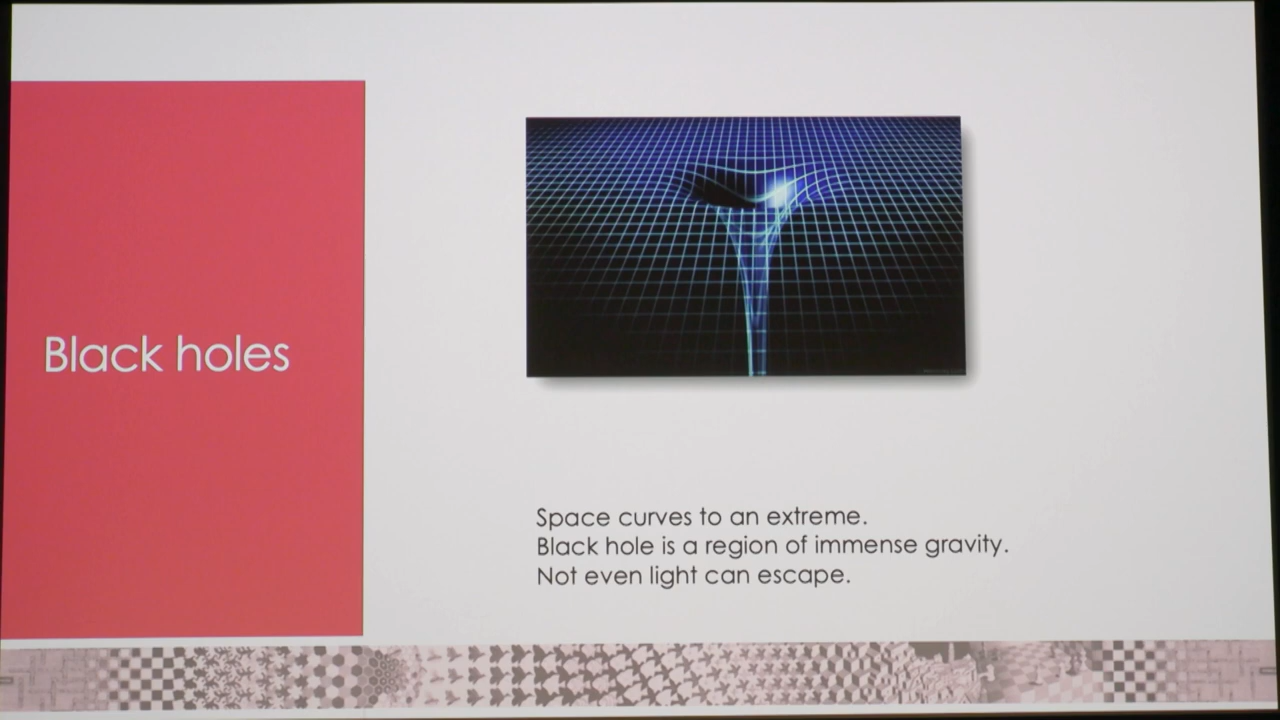 Black holes
Space curves to an extreme.
Black hole is a region of immense gravity.
Not even light can escape.